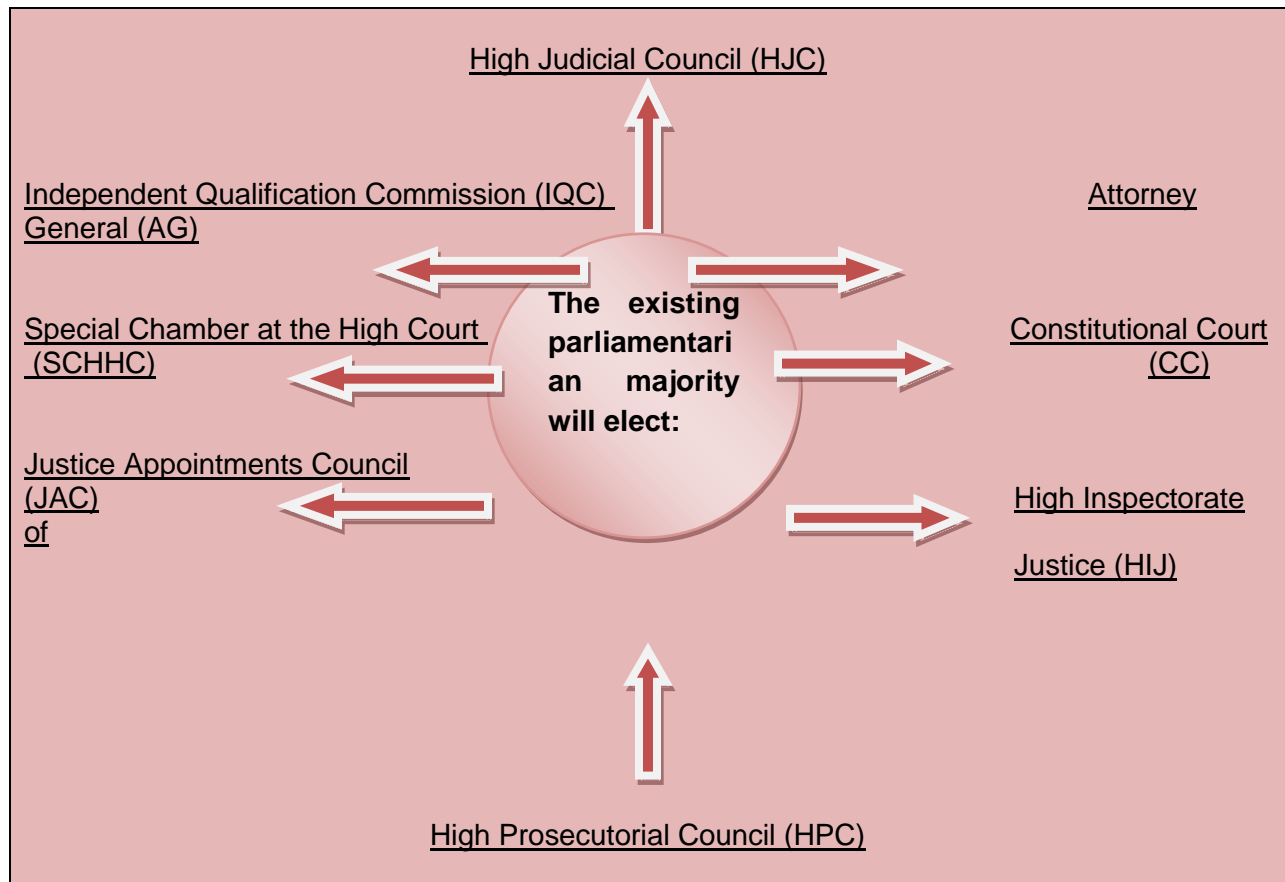 High Judicial Council (HJC)
Independent Qualification Commission (IQC) Attorney
General (AG)
The existing
parliamentari
an majority
will elect:
Special Chamber at the High Court Constitutional Court
(SCHHC) (CC)
Justice Appointments Council
(JAC) High Inspectorate
of
Justice (HIJ)
High Prosecutorial Council (HPC)